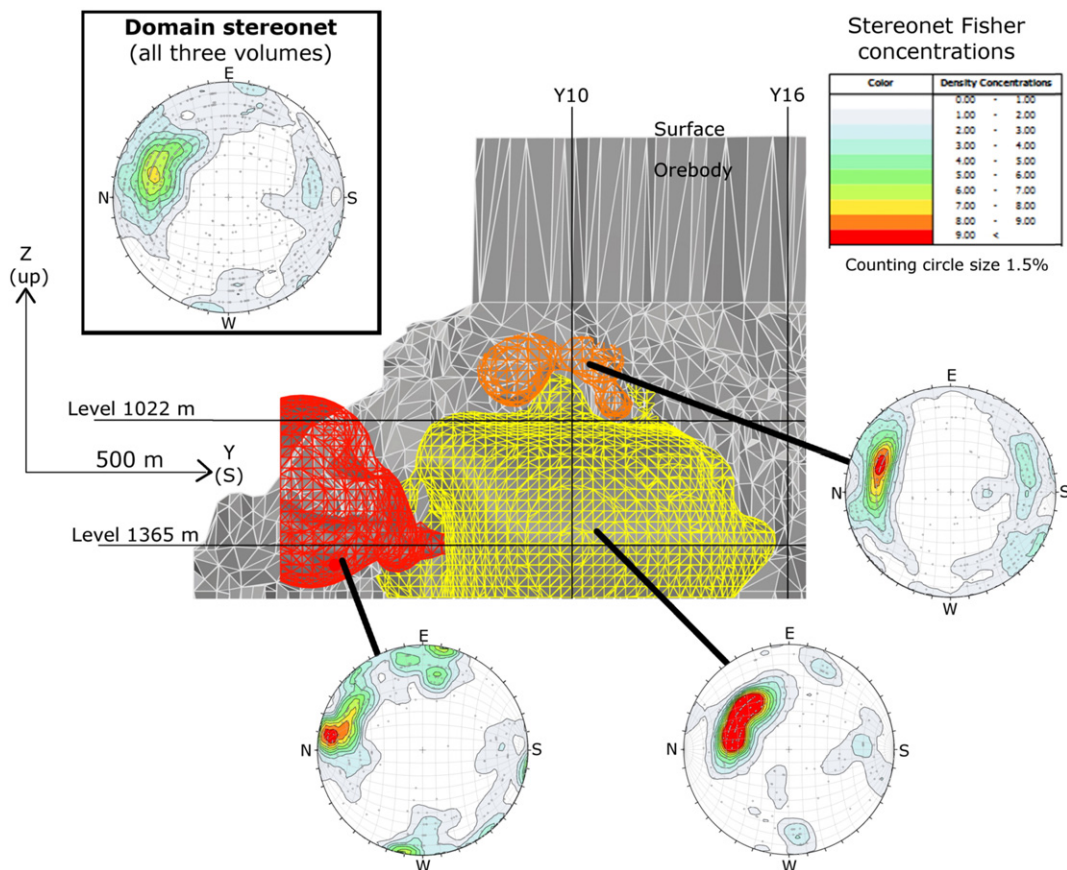 Domain stereonet
(all three volumes)
E
N
S
W
Stereonet Fisher
concentrations
Color Density Concentrations
0.00 - 1.00
1.00 - 2.00
2.00 - 3.00
3.00 - 4.00
4.00 - 5.00
5.00 - 6.00
6.00 - 7.00
7.00 - 8.00
8.00 - 9.00
9.00 <
Counting circle size 1.5%
Y10
Y16
Surface
Orebody
Z
(up)
Level 1022 m
500 m
Y
(S)
Level 1365 m
E
N
S
W
E
N
S
W
E
N
S
W